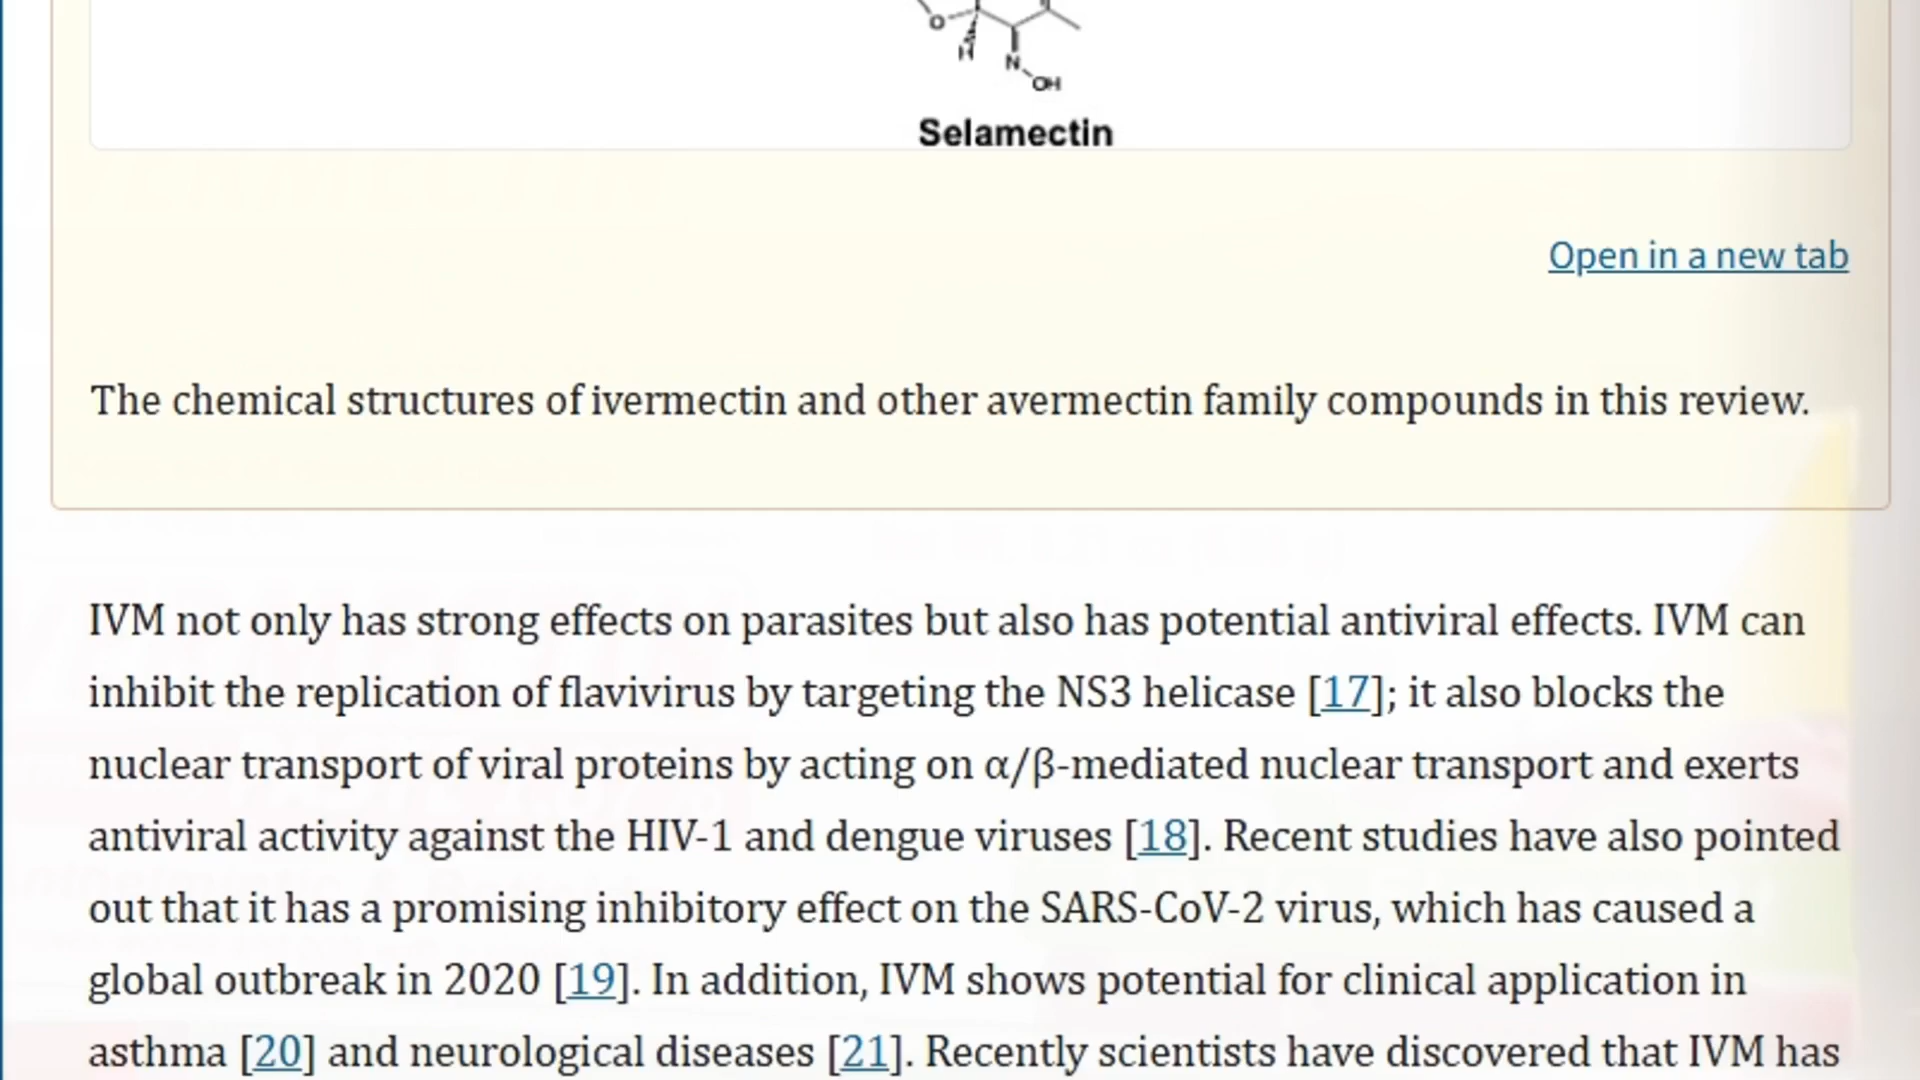 O
H
N
OH
Selamectin
Open in a new tab
The chemical structures of ivermectin and other avermectin family compounds in this review.
IVM not only has strong effects on parasites but also has potential antiviral effects. IVM can
inhibit the replication of flavivirus by targeting the NS3 helicase [17]; it also blocks the
nuclear transport of viral proteins by acting on α/β-mediated nuclear transport and exerts
antiviral activity against the HIV-1 and dengue viruses [18]. Recent studies have also pointed
out that it has a promising inhibitory effect on the SARS-CoV-2 virus, which has caused a
global outbreak in 2020 [19]. In addition, IVM shows potential for clinical application in
asthma [20] and neurological diseases [21]. Recently scientists have discovered that IVM has